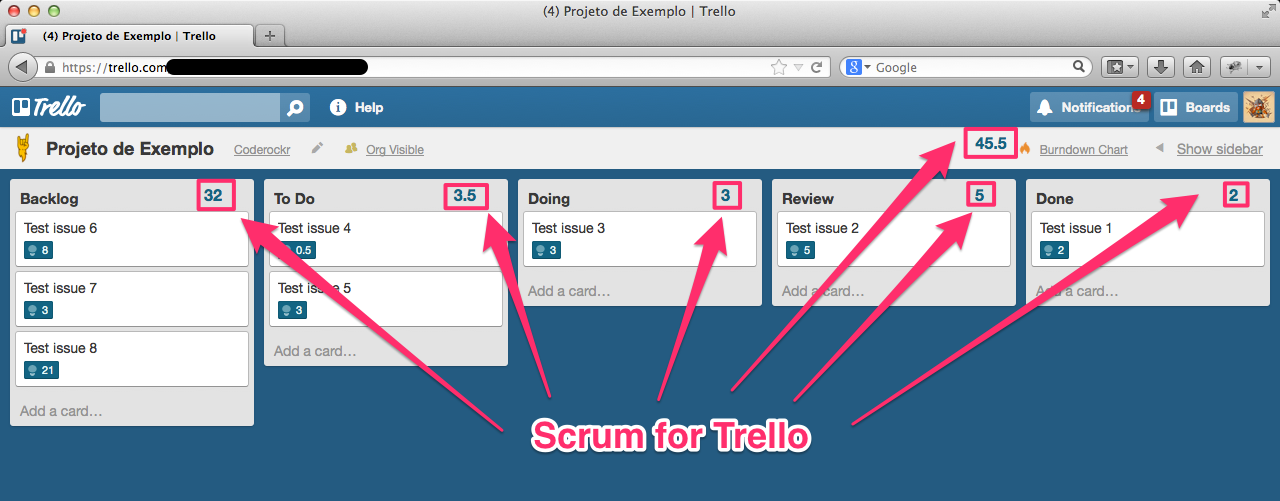 (4) Projeto de Exemplo | Trello
(4) Projeto de Exemplo | Trello
https://trello.com
Google
Trello
Help
Notifications
4
Boards
Projeto de Exemplo
Coderockr
Org Visible
45.5
Burndown Chart
Show sidebar
Backlog
32
Test issue 6
8
Test issue 7
3
Test issue 8
21
Add a card…
To Do
3.5
Test issue 4
0.5
Test issue 5
3
Add a card…
Doing
3
Test issue 3
3
Add a card…
Review
5
Test issue 2
5
Add a card…
Done
2
Test issue 1
2
Add a card…
Scrum for Trello